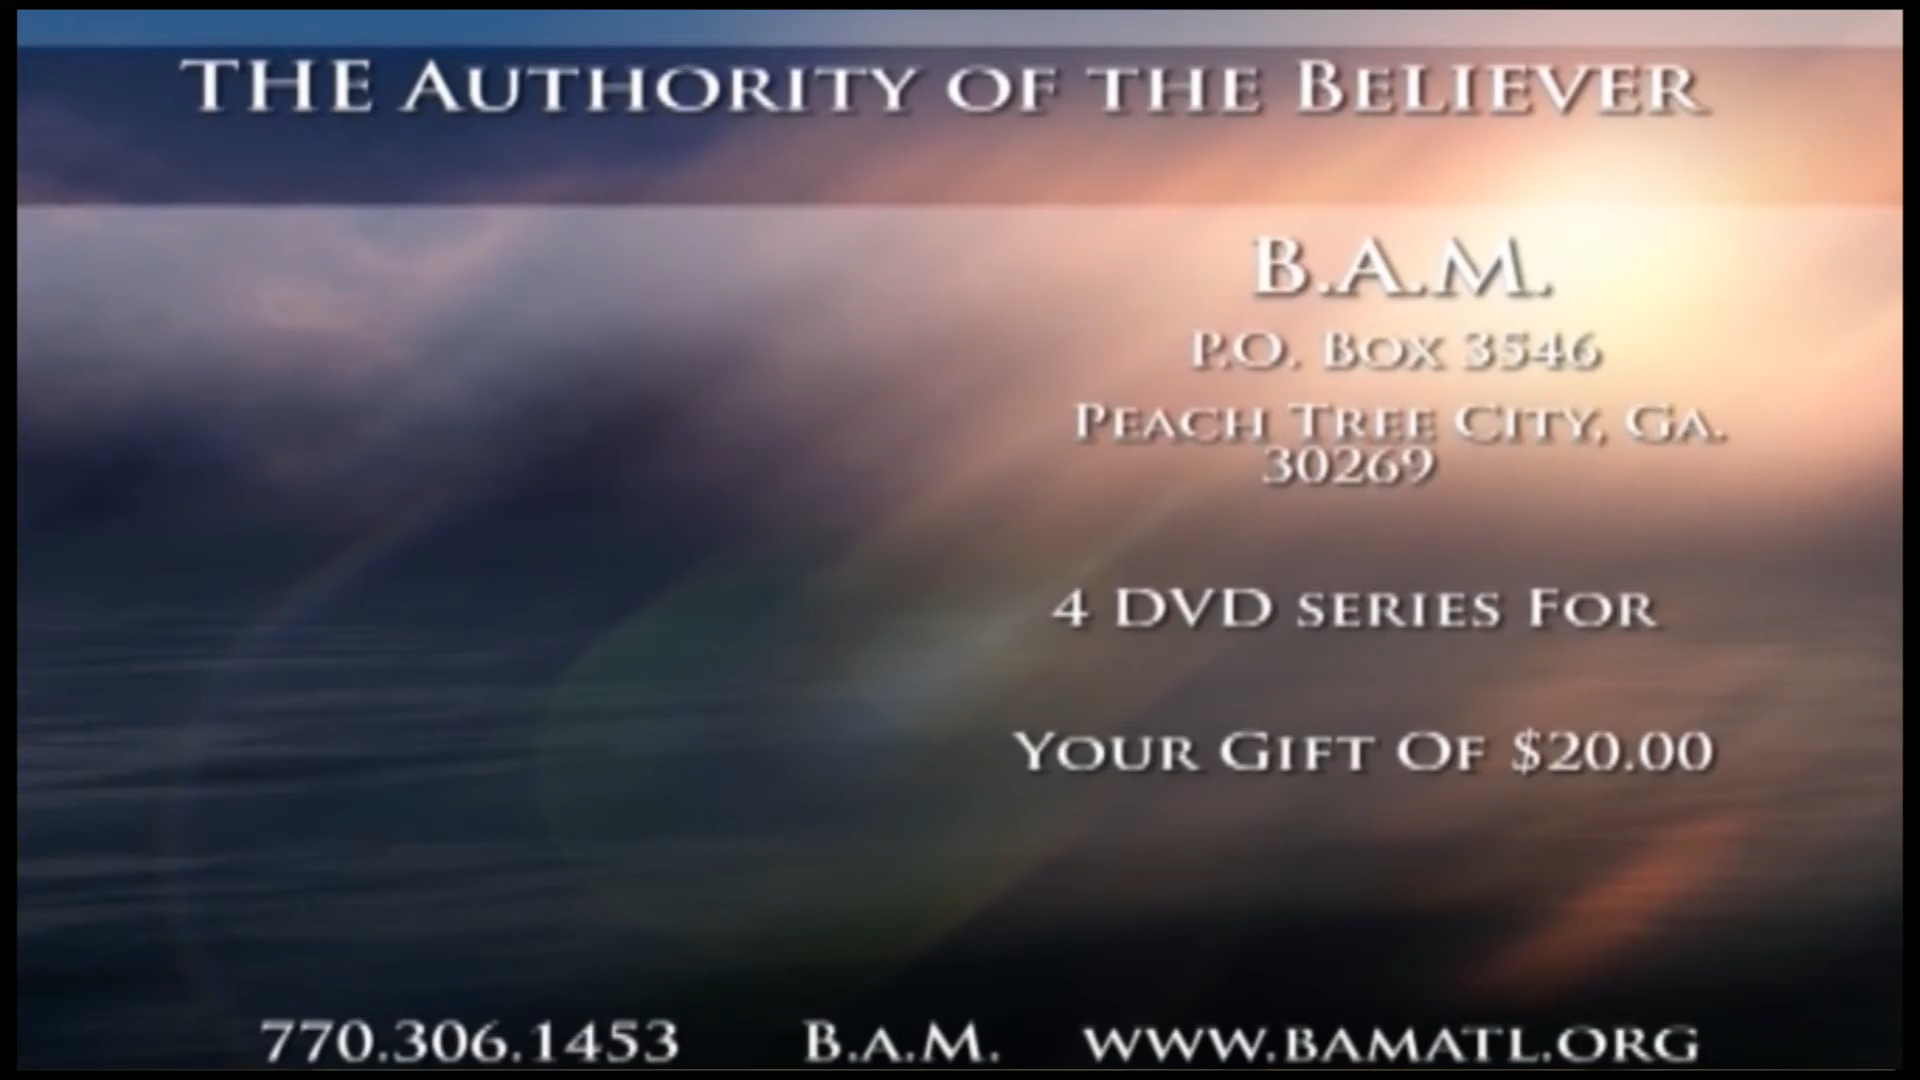 THE AUTHORITY OF THE BELIEVER
B.A.M.
P.O. BOX 3546
PEACH TREE CITY, GA.
30269
4 DVD SERIES FOR
YOUR GIFT OF $20.00
770.306.1453 B.A.M. WWW.BAMATL.ORG